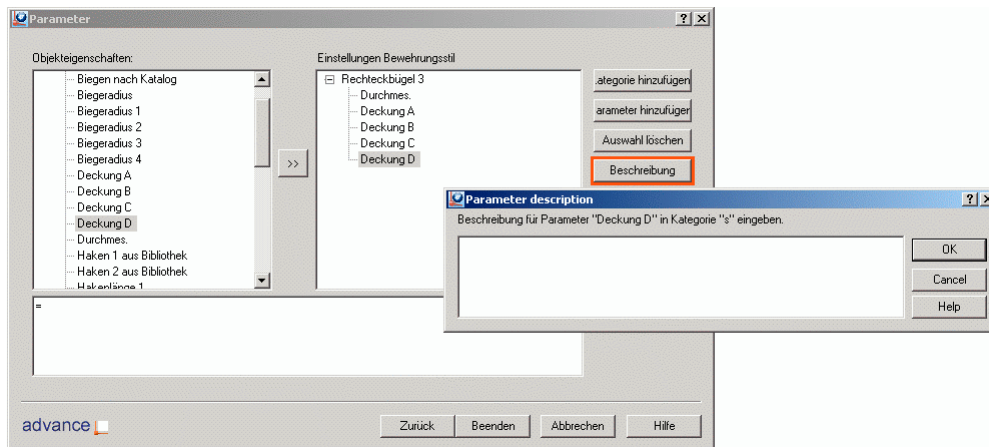 Parameter
Objekteigenschaften:
Biegen nach Katalog
Biegeradius
Biegeradius 1
Biegeradius 2
Biegeradius 3
Biegeradius 4
Deckung A
Deckung B
Deckung C
Deckung D
Durchmes.
Haken 1 aus Bibliothek
Haken 2 aus Bibliothek
Hakenlänge 1
>>
Einstellungen Bewehrungsstil
Rechteckbügel 3
Durchmes.
Deckung A
Deckung B
Deckung C
Deckung D
.ategorie hinzufügen
arameter hinzufüger
Auswahl löschen
Beschreibung
Parameter description
Beschreibung für Parameter "Deckung D" in Kategorie "s" eingeben.
OK
Cancel
Help
=
advance
Zurück
Beenden
Abbrechen
Hilfe